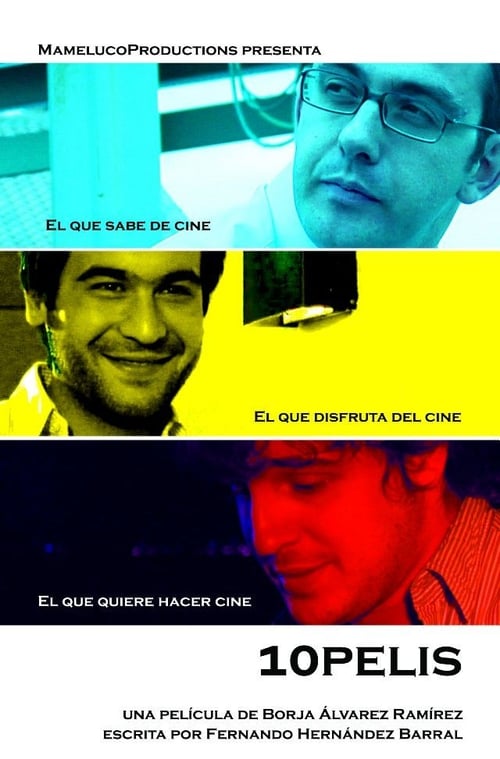 MamelucoProductions presenta
El que sabe de cine
El que disfruta del cine
El que quiere hacer cine
10PELIS
una película de Borja Álvarez Ramírez
escrita por Fernando Hernández Barral